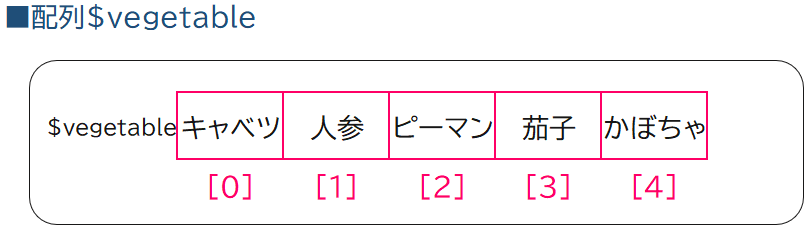 ■配列$vegetable
$vegetable キャベツ 人参 ピーマン 茄子 かぼちゃ
[0] [1] [2] [3] [4]